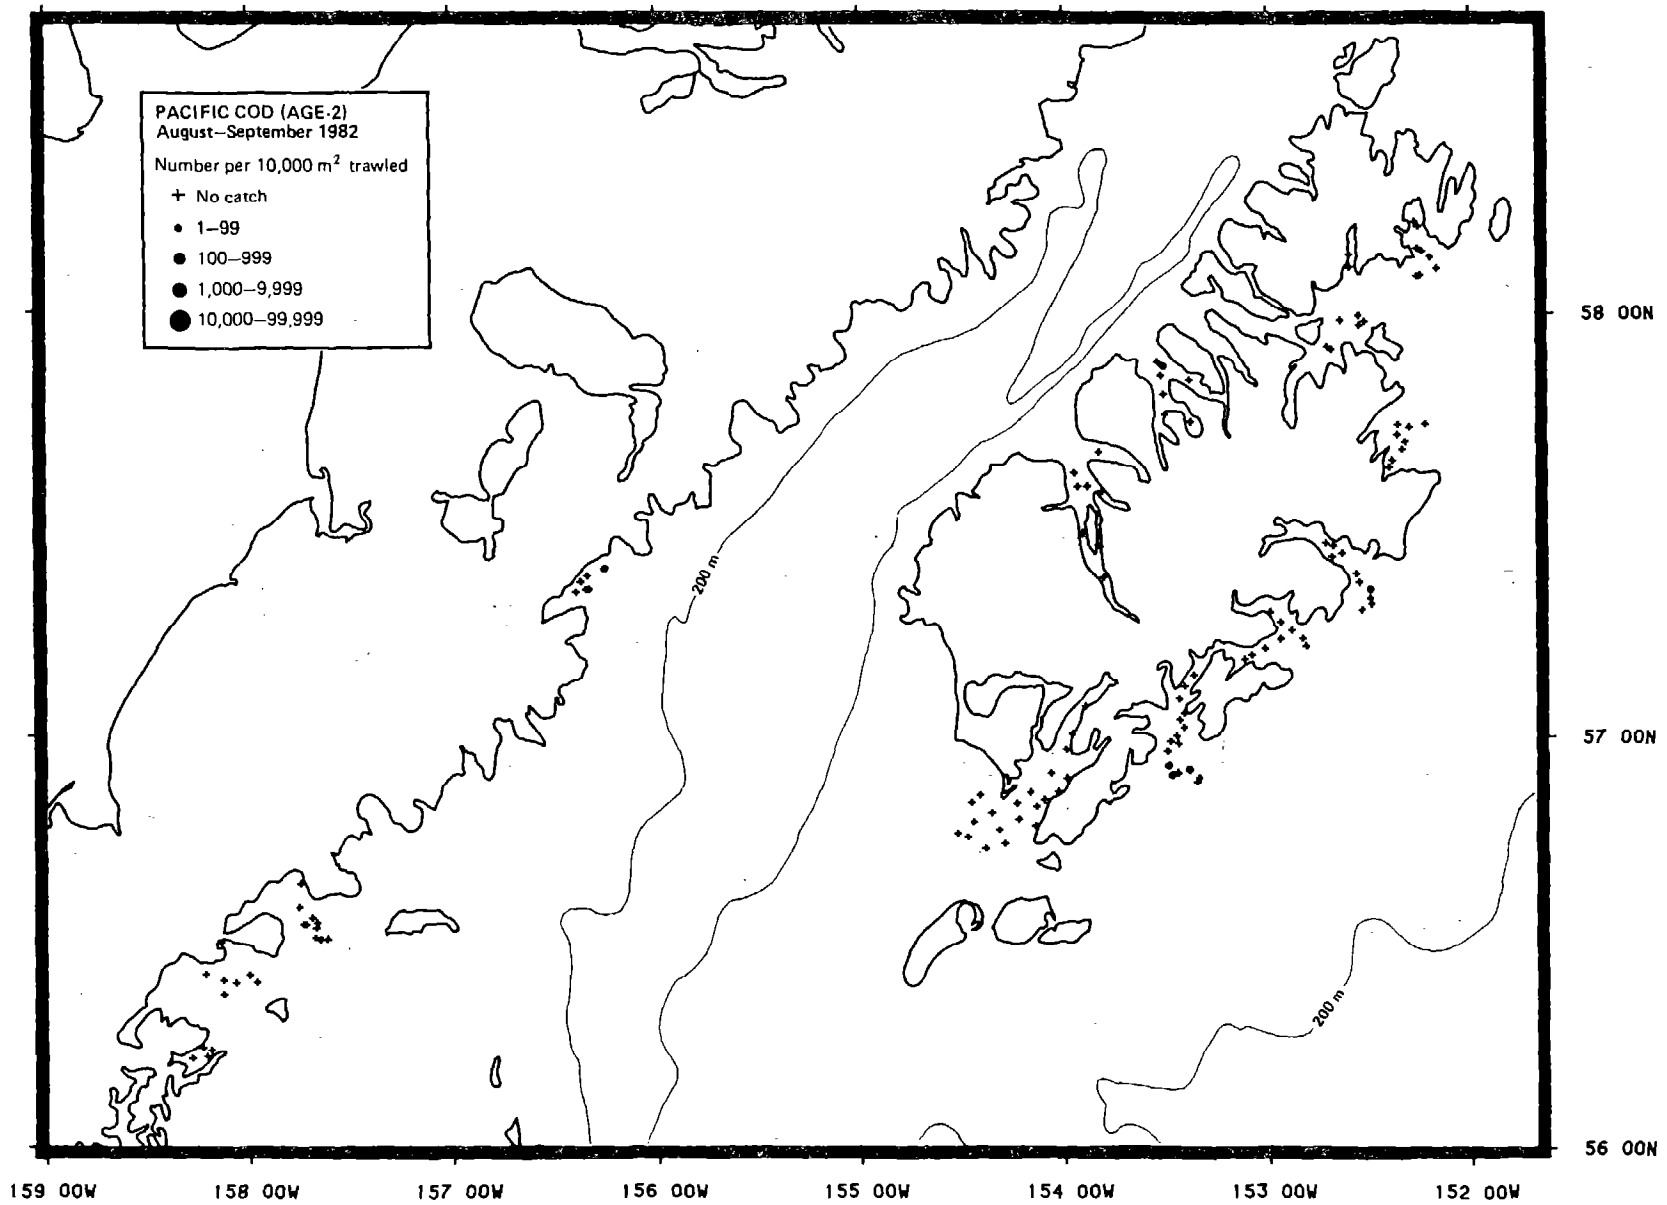 PACIFIC COD (AGE-2)
August—September 1982
Number per 10,000 m² trawled
+ No catch
• 1—99
• 100—999
● 1,000—9,999
● 10,000—99,999
58 00N
200 m
57 00N
200 m
56 00N
159 00W 158 00W 157 00W 156 00W 155 00W 154 00W 153 00W 152 00W